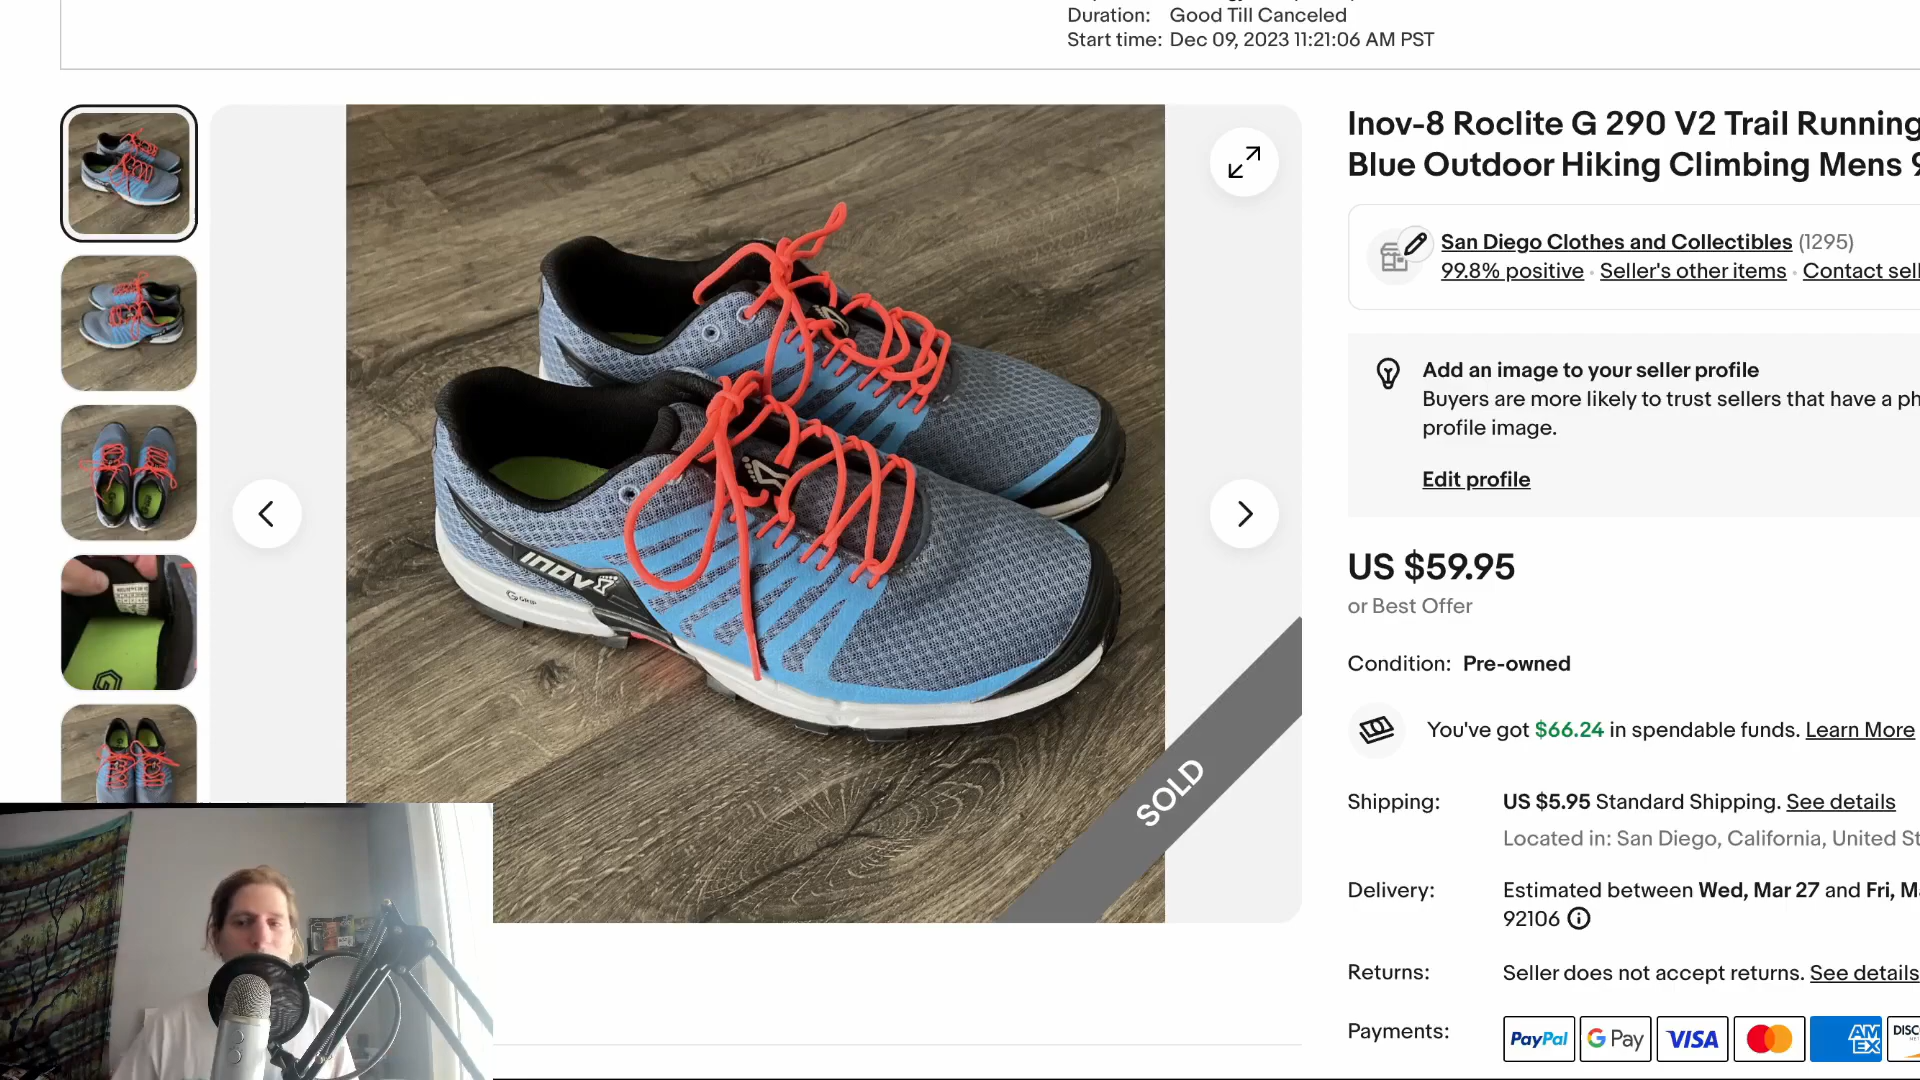 Duration: Good Till Canceled
Start time: Dec 09, 2023 11:21:06 AM PST
Inov-8 Roclite G 290 V2 Trail Running
Blue Outdoor Hiking Climbing Mens 9
San Diego Clothes and Collectibles (1295)
99.8% positive · Seller's other items · Contact sell
Add an image to your seller profile
Buyers are more likely to trust sellers that have a ph
profile image.
Edit profile
US $59.95
or Best Offer
Condition: Pre-owned
You've got $66.24 in spendable funds. Learn More
Shipping: US $5.95 Standard Shipping. See details
Located in: San Diego, California, United St
Delivery: Estimated between Wed, Mar 27 and Fri, Ma
92106
Returns: Seller does not accept returns. See details
Payments: PayPal G Pay VISA AM EX DISC
INOV8
G GRIP
SOLD